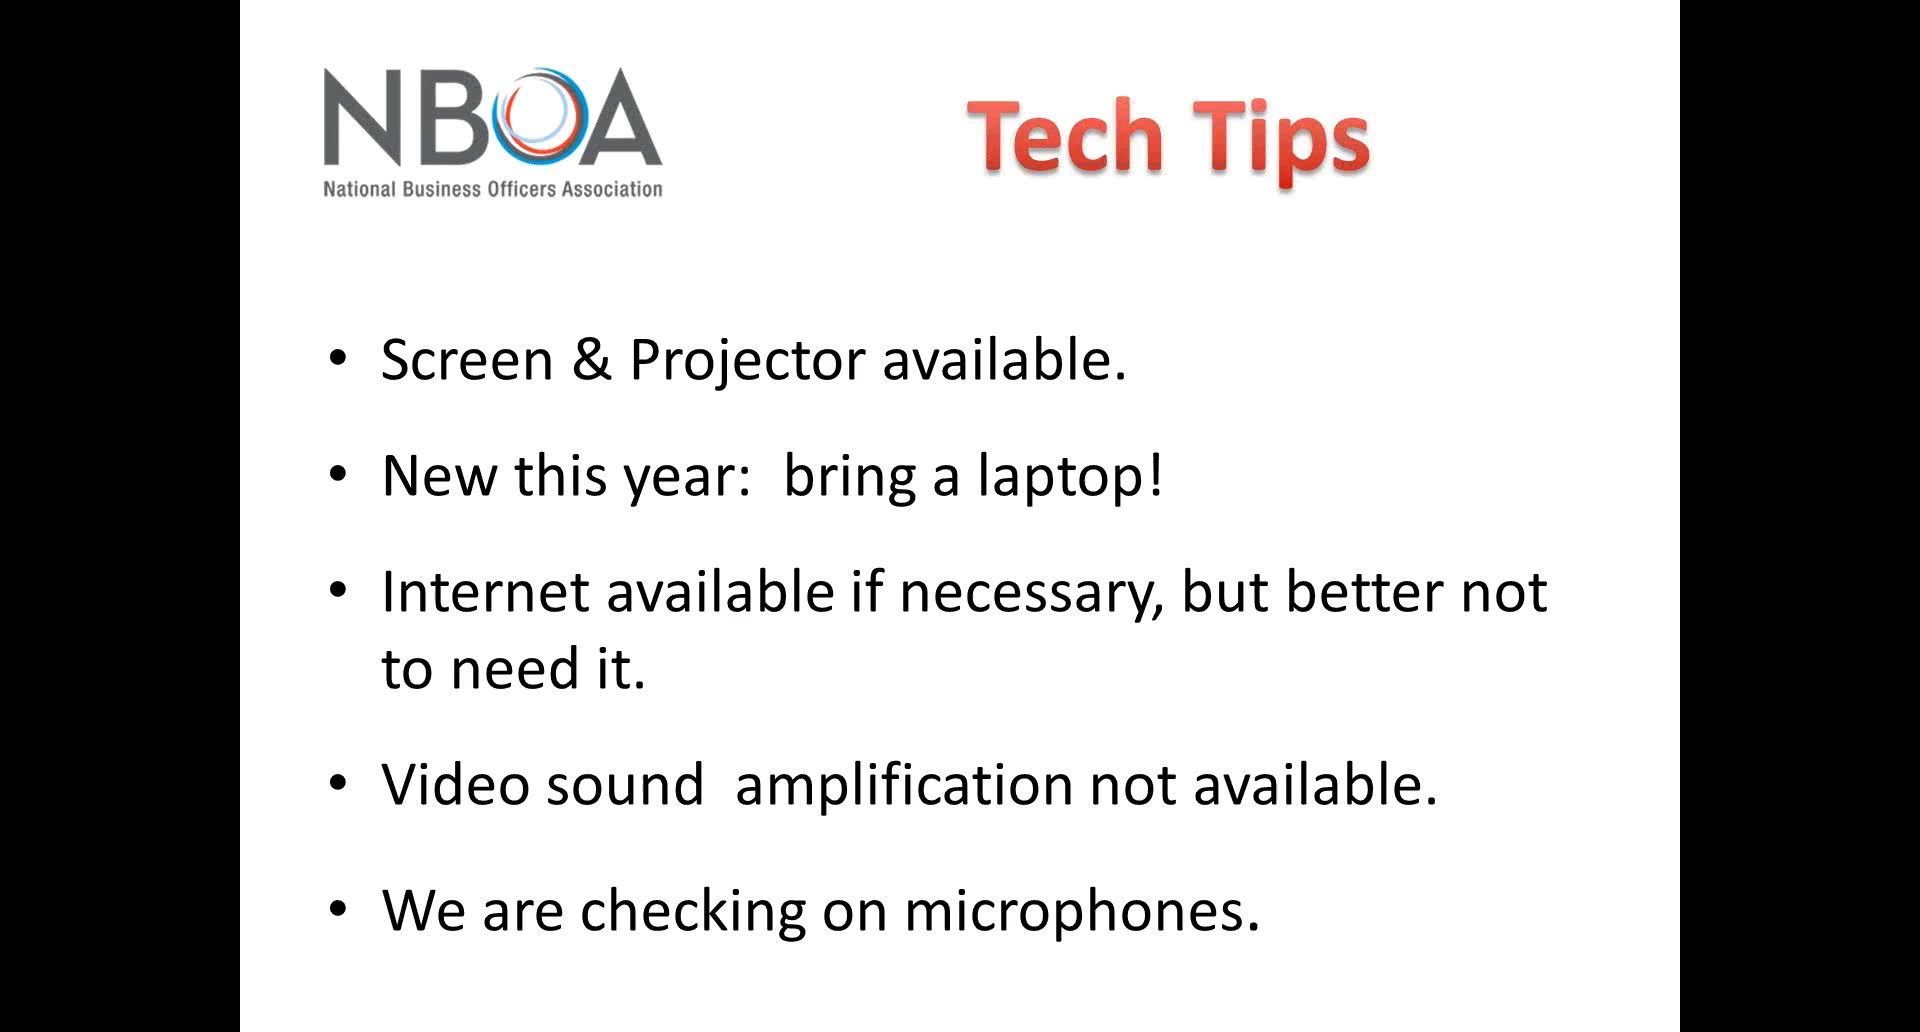 NBOA
National Business Officers Association
Tech Tips
• Screen & Projector available.
• New this year:  bring a laptop!
• Internet available if necessary, but better not
to need it.
• Video sound  amplification not available.
• We are checking on microphones.